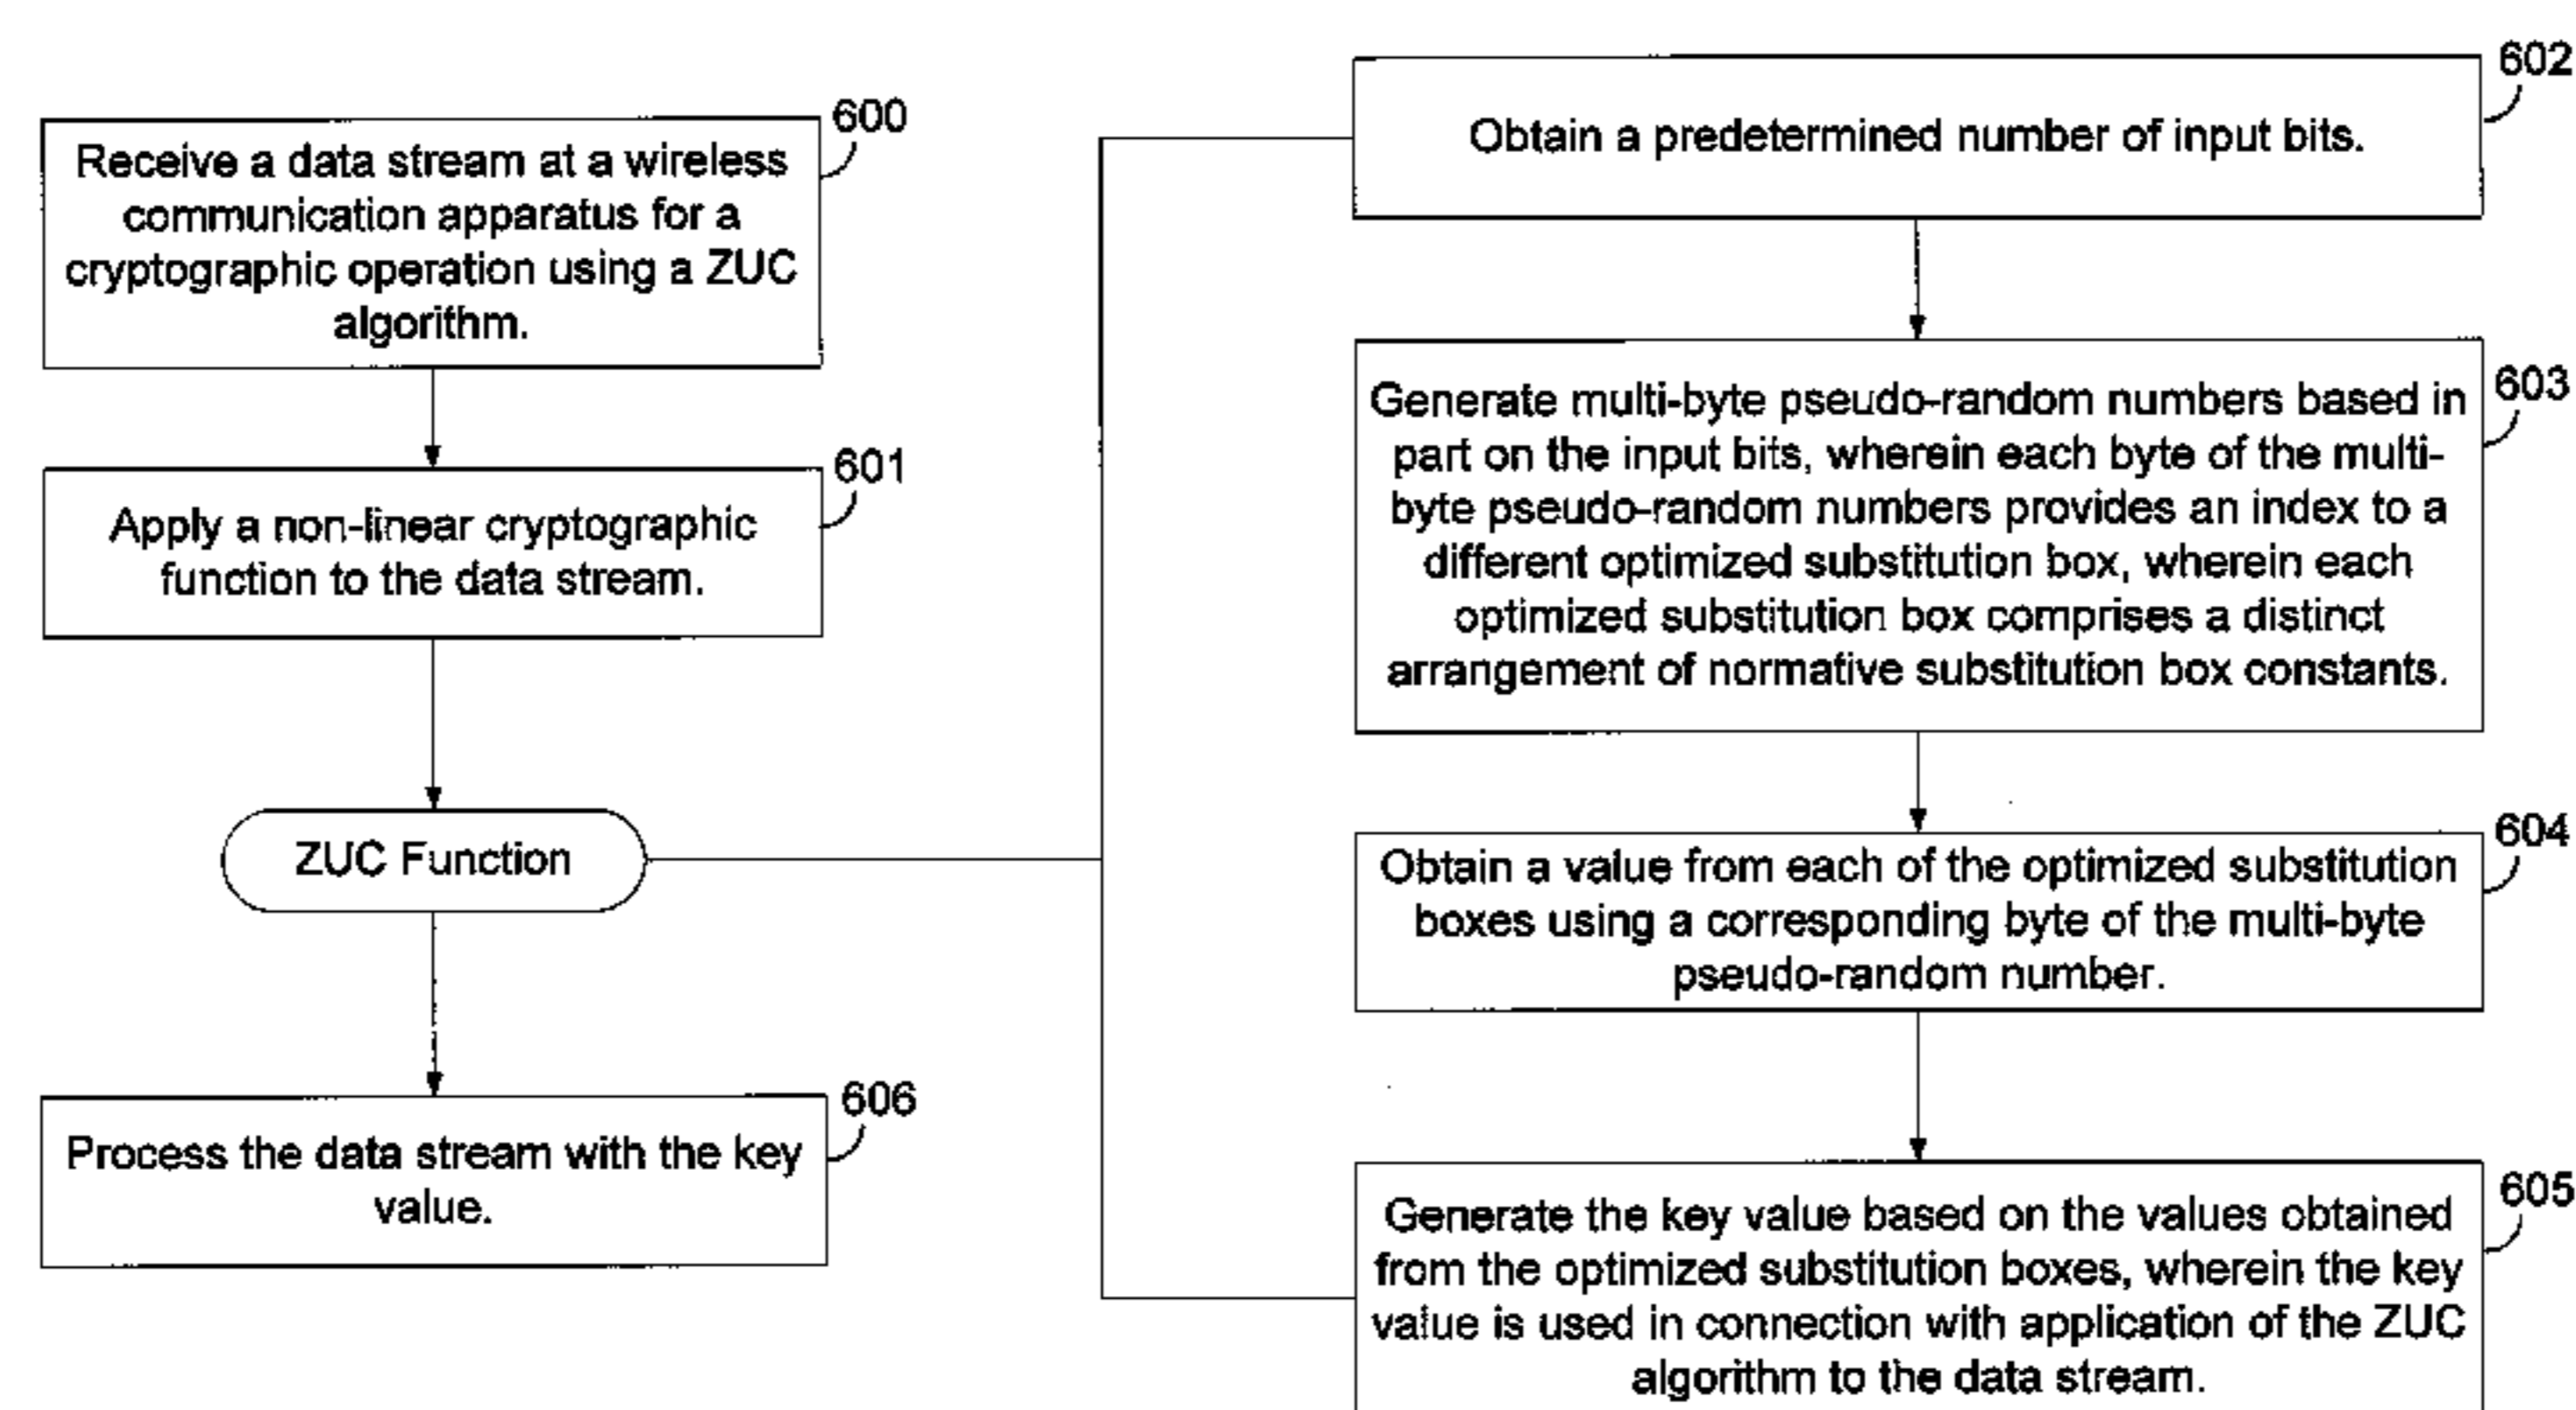 600
Receive a data stream at a wireless
communication apparatus for a
cryptographic operation using a ZUC
algorithm.
601
Apply a non-linear cryptographic
function to the data stream.
ZUC Function
606
Process the data stream with the key
value.
602
Obtain a predetermined number of input bits.
603
Generate multi-byte pseudo-random numbers based in
part on the input bits, wherein each byte of the multi-
byte pseudo-random numbers provides an index to a
different optimized substitution box, wherein each
optimized substitution box comprises a distinct
arrangement of normative substitution box constants.
604
Obtain a value from each of the optimized substitution
boxes using a corresponding byte of the multi-byte
pseudo-random number.
605
Generate the key value based on the values obtained
from the optimized substitution boxes, wherein the key
value is used in connection with application of the ZUC
algorithm to the data stream.